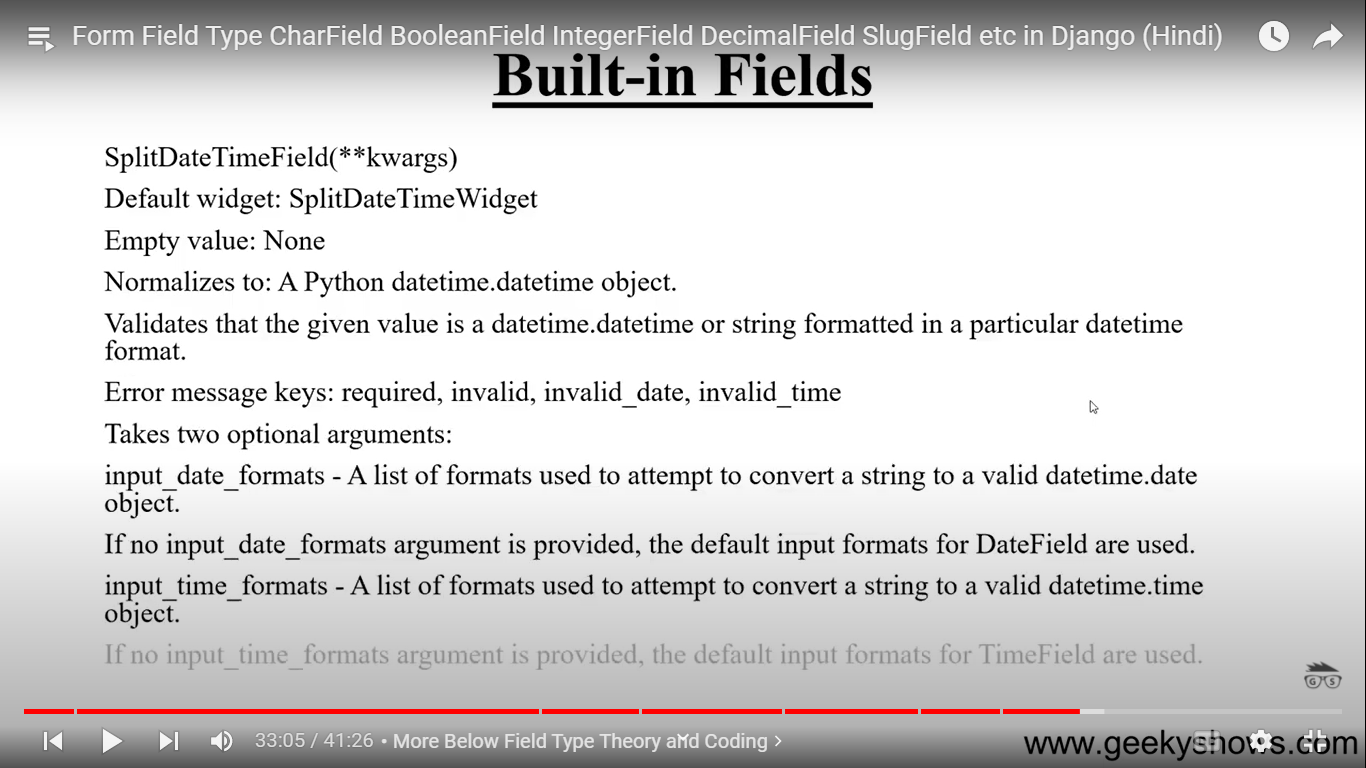 Form Field Type CharField BooleanField IntegerField DecimalField SlugField etc in Django (Hindi)
Built-in Fields
SplitDateTimeField(**kwargs)
Default widget: SplitDateTimeWidget
Empty value: None
Normalizes to: A Python datetime.datetime object.
Validates that the given value is a datetime.datetime or string formatted in a particular datetime
format.
Error message keys: required, invalid, invalid_date, invalid_time
Takes two optional arguments:
input_date_formats - A list of formats used to attempt to convert a string to a valid datetime.date
object.
If no input_date_formats argument is provided, the default input formats for DateField are used.
input_time_formats - A list of formats used to attempt to convert a string to a valid datetime.time
object.
If no input_time_formats argument is provided, the default input formats for TimeField are used.
G S
33:05 / 41:26 • More Below Field Type Theory and Coding >
www.geekyshows.com